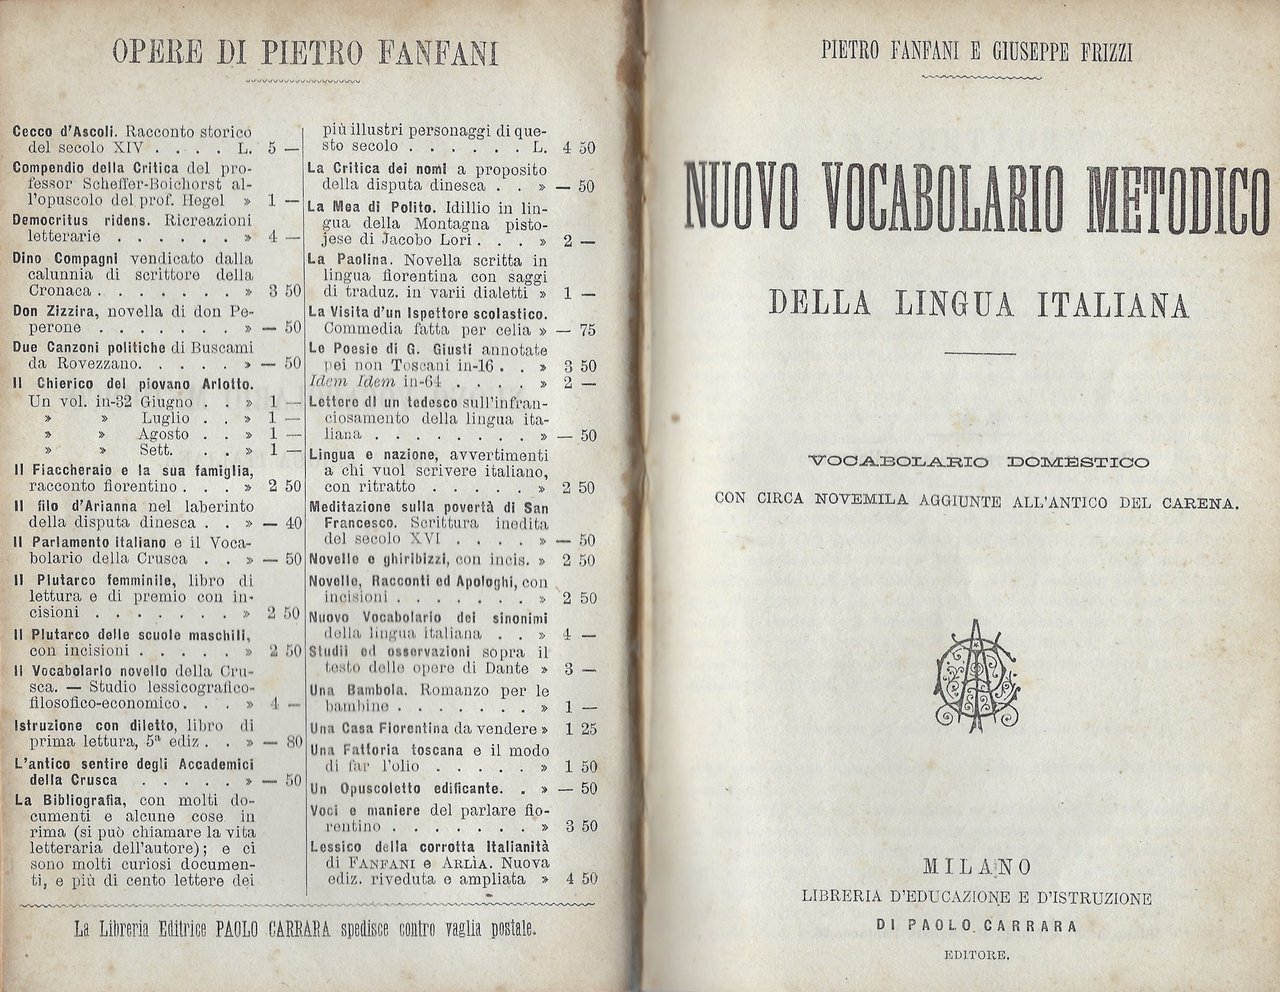 OPERE DI PIETRO FANFANI
Cecco d'Ascoli. Racconto storico
del secolo XIV . . . . L. 5 —
Compendio della Critica del pro-
fessor Scheffer-Boichorst al-
l'opuscolo del prof. Hegel » 1 —
Democritus ridens. Ricreazioni
letterarie . . . . . . » 4 —
Dino Compagni vendicato dalla
calunnia di scrittore della
Cronaca . . . . . . . » 3 50
Don Zizzira, novella di don Pe-
perone . . . . . . . » — 50
Due Canzoni politiche di Buscami
da Rovezzano. . . . . » — 50
Il Chierico del piovano Arlotto.
Un vol. in-32 Giugno . . » 1 —
» » Luglio . . » 1 —
» » Agosto . . » 1 —
» » Sett. . . » 1 —
Il Fiaccheraio e la sua famiglia,
racconto fiorentino . . . » 2 50
Il filo d'Arianna nel laberinto
della disputa dinesca . . » — 40
Il Parlamento italiano e il Voca-
bolario della Crusca . . » — 50
Il Plutarco femminile, libro di
lettura e di premio con in-
cisioni . . . . . . . » 2 50
Il Plutarco delle scuole maschili,
con incisioni . . . . . » 2 50
Il Vocabolario novello della Cru-
sca. — Studio lessicografico-
filosofico-economico. . . » 4 —
Istruzione con diletto, libro di
prima lettura, 5ª ediz . . » — 80
L'antico sentire degli Accademici
della Crusca . . . . . » — 50
La Bibliografia, con molti do-
cumenti e alcune cose in
rima (si può chiamare la vita
letteraria dell'autore); e ci
sono molti curiosi documen-
ti, e più di cento lettere dei
più illustri personaggi di que-
sto secolo . . . . . . L. 4 50
La Critica dei nomi a proposito
della disputa dinesca . . » — 50
La Mea di Polito. Idillio in lin-
gua della Montagna pisto-
jese di Jacobo Lori . . . » 2 —
La Paolina. Novella scritta in
lingua fiorentina con saggi
di traduz. in varii dialetti » 1 —
La Visita d'un Ispettore scolastico.
Commedia fatta per celia » — 75
Le Poesie di G. Giusti annotate
pei non Toscani in-16 . . » 3 50
Idem Idem in-64 . . . . » 2 —
Lettere di un tedesco sull'infran-
ciosamento della lingua ita-
liana . . . . . . . . » — 50
Lingua e nazione, avvertimenti
a chi vuol scrivere italiano,
con ritratto . . . . . » 2 50
Meditazione sulla povertà di San
Francesco. Scrittura inedita
del secolo XVI . . . . » — 50
Novelle e ghiribizzi, con incis. » 2 50
Novelle, Racconti ed Apologhi, con
incisioni . . . . . . . » 2 50
Nuovo Vocabolario dei sinonimi
della lingua italiana . . » 4 —
Studii ed osservazioni sopra il
testo delle opere di Dante » 3 —
Una Bambola. Romanzo per le
bambine . . . . . . . » 1 —
Una Casa Fiorentina da vendere » 1 25
Una Fattoria toscana e il modo
di far l'olio . . . . . » 1 50
Un Opuscoletto edificante. . » — 50
Voci e maniere del parlare fio-
rentino . . . . . . . » 3 50
Lessico della corrotta Italianità
di FANFANI e ARLÌA. Nuova
ediz. riveduta e ampliata » 4 50
La Libreria Editrice PAOLO CARRARA spedisce contro vaglia postale.
PIETRO FANFANI E GIUSEPPE FRIZZI
NUOVO VOCABOLARIO METODICO
DELLA LINGUA ITALIANA
VOCABOLARIO DOMESTICO
CON CIRCA NOVEMILA AGGIUNTE ALL'ANTICO DEL CARENA.
MILANO
LIBRERIA D'EDUCAZIONE E D'ISTRUZIONE
DI PAOLO CARRARA
EDITORE.